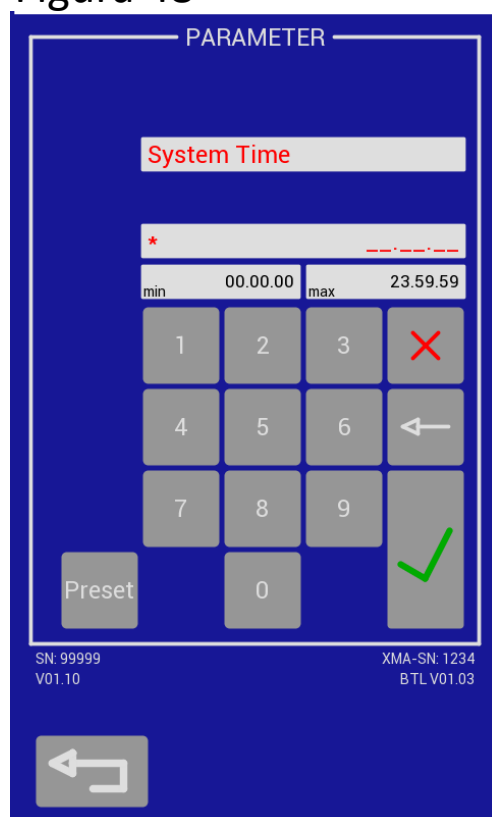 PARAMETER
System Time
* __.__.__
min 00.00.00 max 23.59.59
1 2 3
4 5 6
7 8 9
Preset 0
SN: 99999 XMA-SN: 1234
V01.10 BTL V01.03